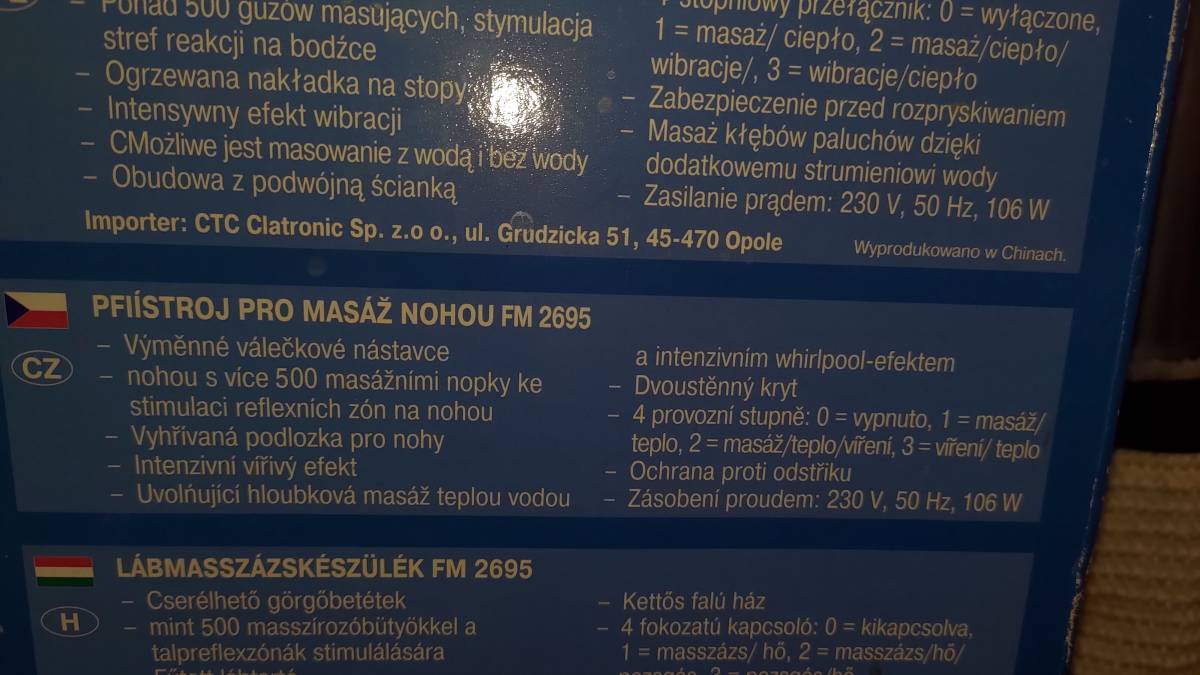 Ponad 500 guzów masujących, stymulacja
stref reakcji na bodźce
– Ogrzewana nakładka na stopy
– Intensywny efekt wibracji
– CMożliwe jest masowanie z wodą i bez wody
– Obudowa z podwójną ścianką
przełącznik: 0 = wyłączone,
1 = masaż/ ciepło, 2 = masaż/ciepło/
wibracje/, 3 = wibracje/ciepło
– Zabezpieczenie przed rozpryskiwaniem
– Masaż kłębów paluchów dzięki
dodatkowemu strumieniowi wody
– Zasilanie prądem: 230 V, 50 Hz, 106 W
Importer: CTC Clatronic Sp. z.o o., ul. Grudzicka 51, 45-470 Opole
Wyprodukowano w Chinach.
PFIÍSTROJ PRO MASÁŽ NOHOU FM 2695
CZ
– Výměnné válečkové nástavce
– nohou s více 500 masážními nopky ke
stimulaci reflexních zón na nohou
– Vyhřívaná podlozka pro nohy
– Intenzivní vířivý efekt
– Uvolňující hloubková masáž teplou vodou
a intenzivním whirlpool-efektem
– Dvoustěnný kryt
– 4 provozní stupně: 0 = vypnuto, 1 = masáž/
teplo, 2 = masáž/teplo/víření, 3 = víření/ teplo
– Ochrana proti odstřiku
– Zásobení proudem: 230 V, 50 Hz, 106 W
LÁBMASSZÁZSKÉSZÜLÉK FM 2695
H
– Cserélhető görgőbetétek
– mint 500 masszírozóbütyökkel a
talpreflexzónák stimulálására
– Kettős falú ház
– 4 fokozatú kapcsoló: 0 = kikapcsolva,
1 = masszázs/ hő, 2 = masszázs/hő/